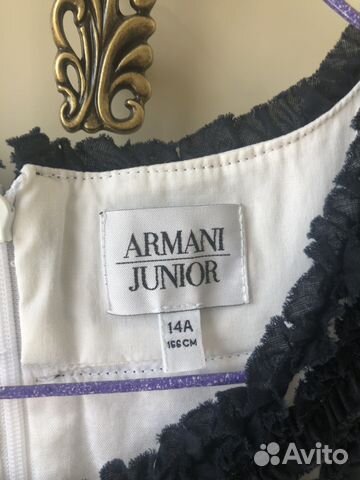 ARMANI
JUNIOR
14A
166 CM
Avito